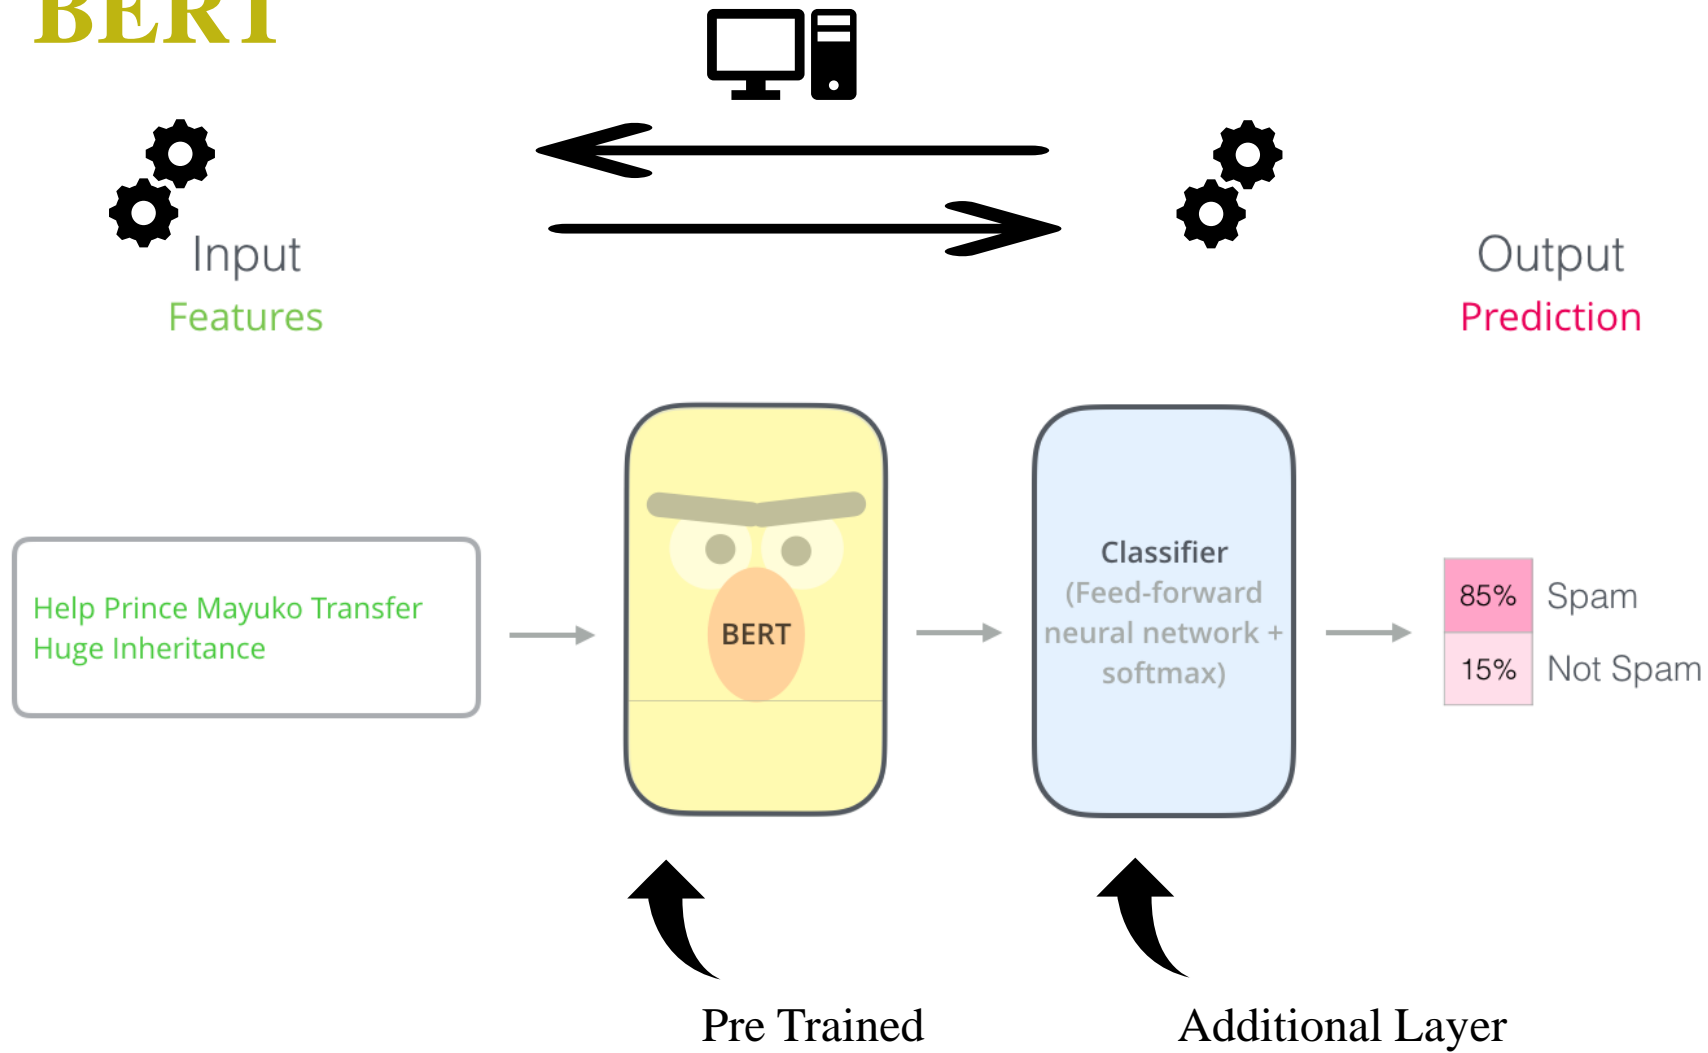 BERT
Input
Features
Output
Prediction
Help Prince Mayuko Transfer
Huge Inheritance
BERT
Classifier
(Feed-forward
neural network +
softmax)
85% Spam
15% Not Spam
Pre Trained
Additional Layer